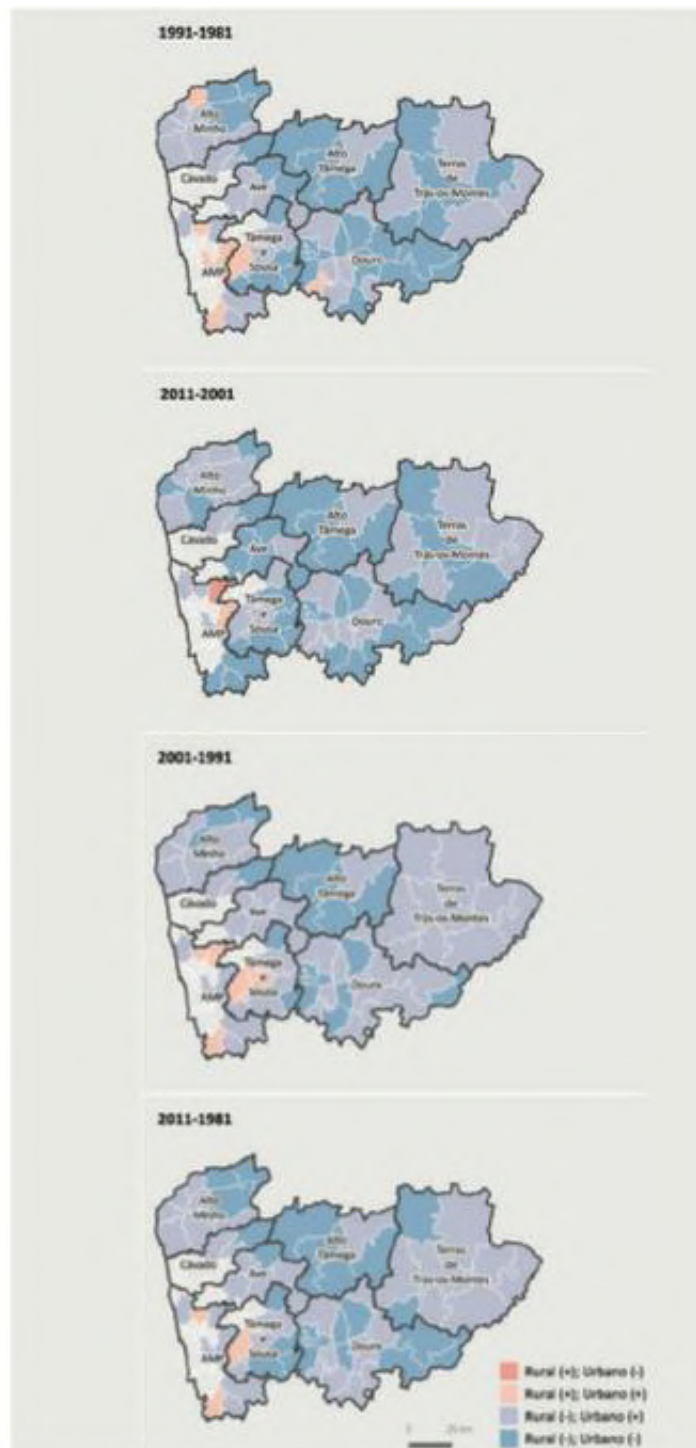 1991-1981
Alto
Minho
Cávado
Ave
Alto
Tâmega
Terras
de
Trás-os-Montes
Tâmega
e
Sousa
AMP
Douro
2011-2001
Alto
Minho
Cávado
Ave
Alto
Tâmega
Terras
de
Trás-os-Montes
Tâmega
e
Sousa
AMP
Douro
2001-1991
Alto
Minho
Cávado
Ave
Alto
Tâmega
Terras
de
Trás-os-Montes
Tâmega
e
Sousa
AMP
Douro
2011-1981
Alto
Minho
Cávado
Ave
Alto
Tâmega
Terras
de
Trás-os-Montes
Tâmega
e
Sousa
AMP
Douro
Rural (+); Urbano (-)
Rural (+); Urbano (+)
Rural (-); Urbano (+)
Rural (-); Urbano (-)
0 25 km